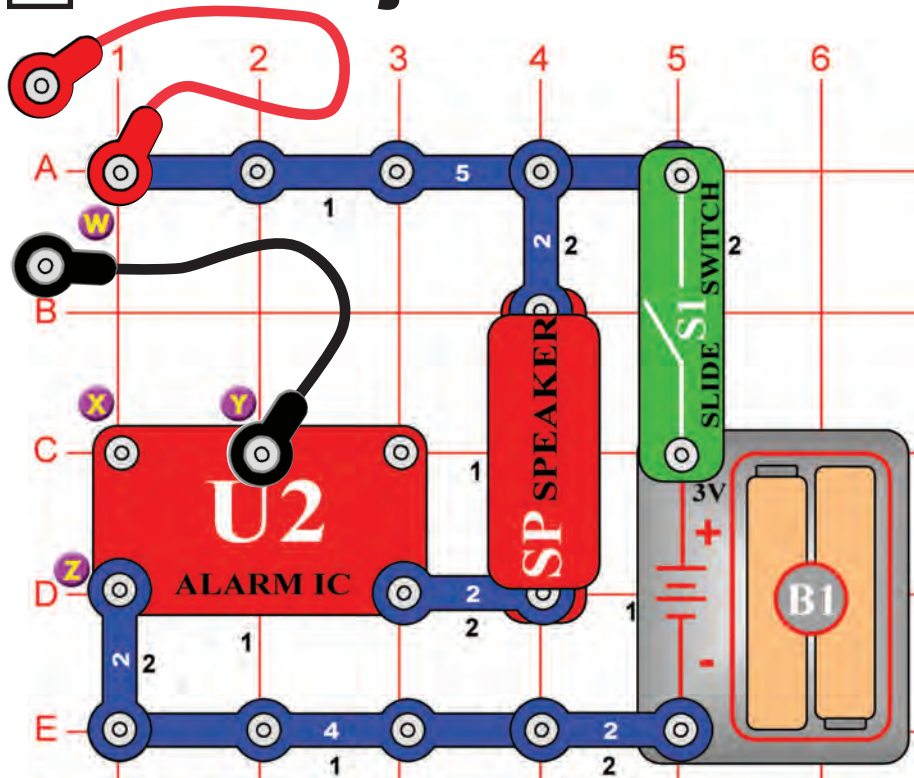 1 2 3 4 5 6
A 5
1
W
2 2
2
S1
SLIDE SWITCH
B
X Y
C
1
SP SPEAKER
3V
+
U2
ALARM IC
Z
D 2
2
1
B1
1
2 2
-
E 4 2
1 2